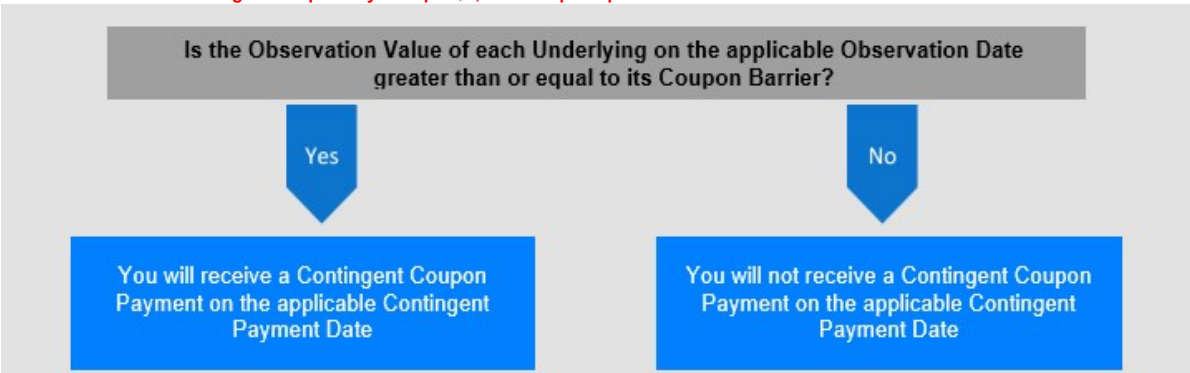 Is the Observation Value of each Underlying on the applicable Observation Date
greater than or equal to its Coupon Barrier?
Yes
No
You will receive a Contingent Coupon
Payment on the applicable Contingent
Payment Date
You will not receive a Contingent Coupon
Payment on the applicable Contingent
Payment Date